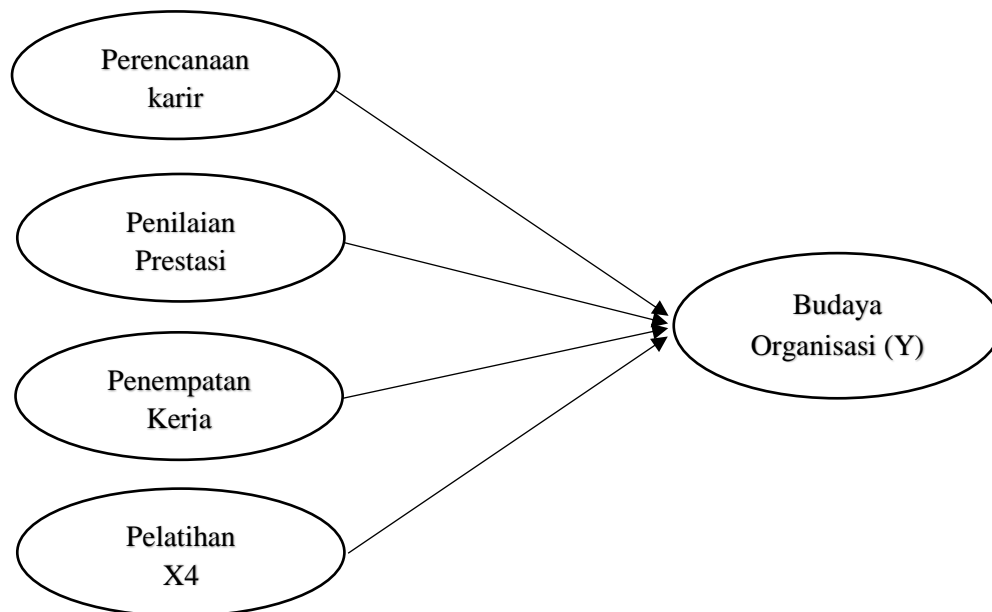 Perencanaan
karir
Penilaian
Prestasi
Penempatan
Kerja
Pelatihan
X4
Budaya
Organisasi (Y)